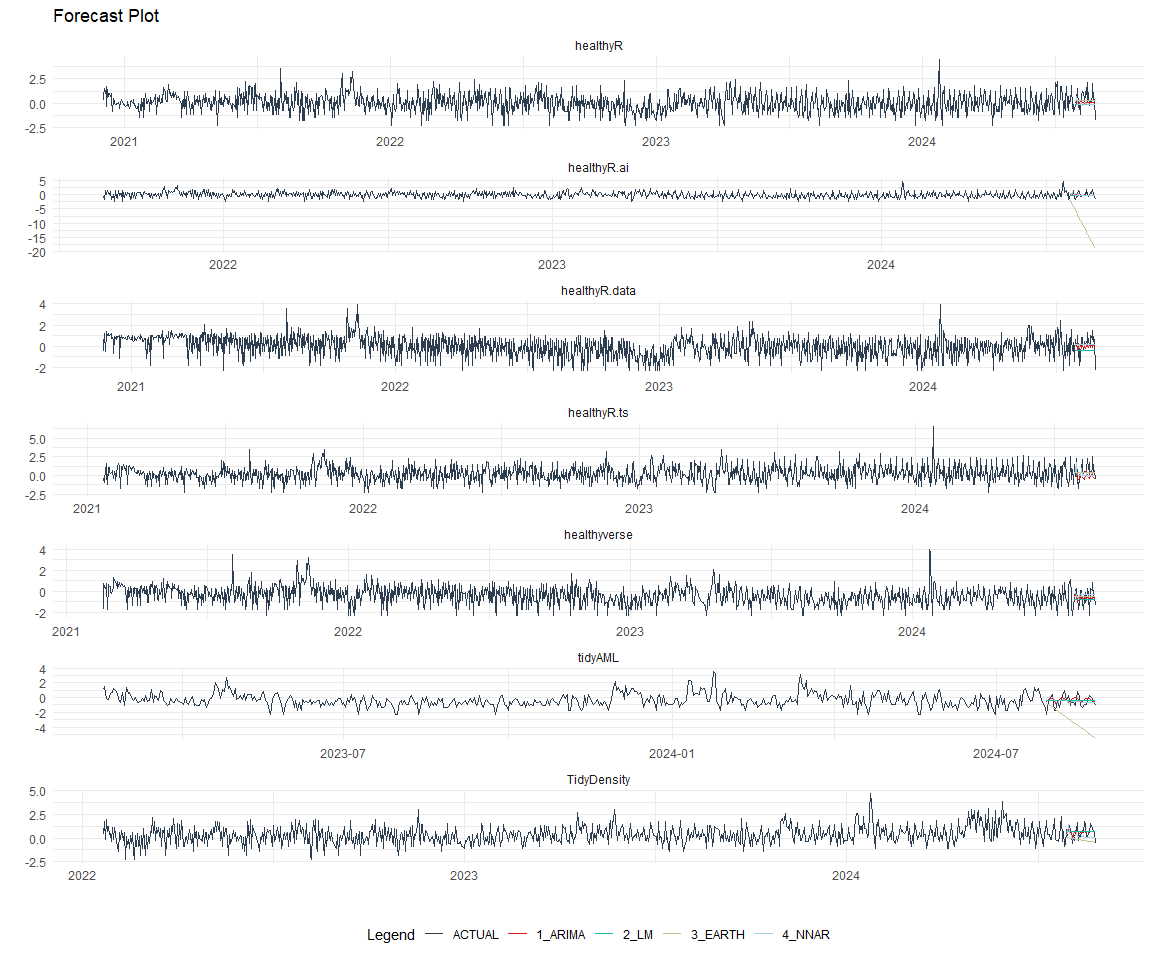 Forecast Plot
healthyR
2.5
0.0
-2.5
2021 2022 2023 2024
healthyR.ai
5
0
-5
-10
-15
-20
2022 2023 2024
healthyR.data
4
2
0
-2
2021 2022 2023 2024
healthyR.ts
5.0
2.5
0.0
-2.5
2021 2022 2023 2024
healthyverse
4
2
0
-2
2021 2022 2023 2024
tidyAML
4
2
0
-2
-4
2023-07 2024-01 2024-07
TidyDensity
5.0
2.5
0.0
-2.5
2022 2023 2024
Legend ACTUAL 1_ARIMA 2_LM 3_EARTH 4_NNAR